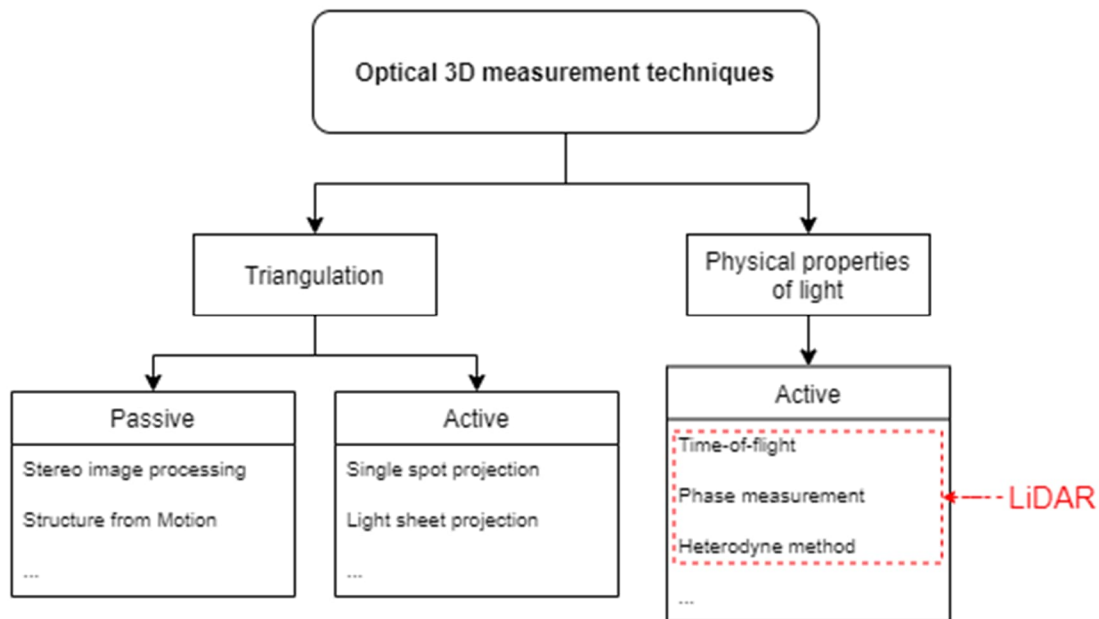 Optical 3D measurement techniques
Triangulation
Physical properties
of light
Passive
Stereo image processing
Structure from Motion
...
Active
Single spot projection
Light sheet projection
...
Active
Time-of-flight
Phase measurement
Heterodyne method
...
LiDAR